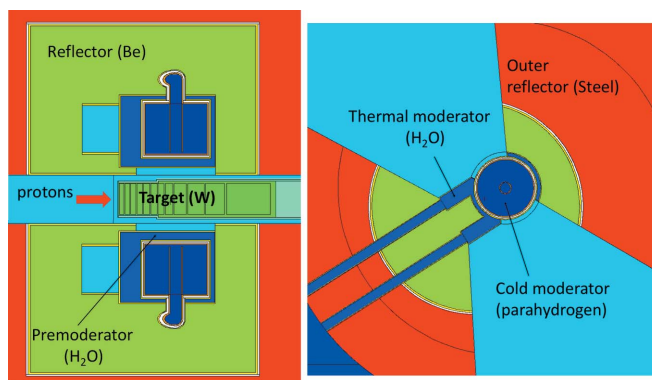 Reflector (Be)
protons
Target (W)
Premoderator
(H₂O)
Outer
reflector (Steel)
Thermal moderator
(H₂O)
Cold moderator
(parahydrogen)